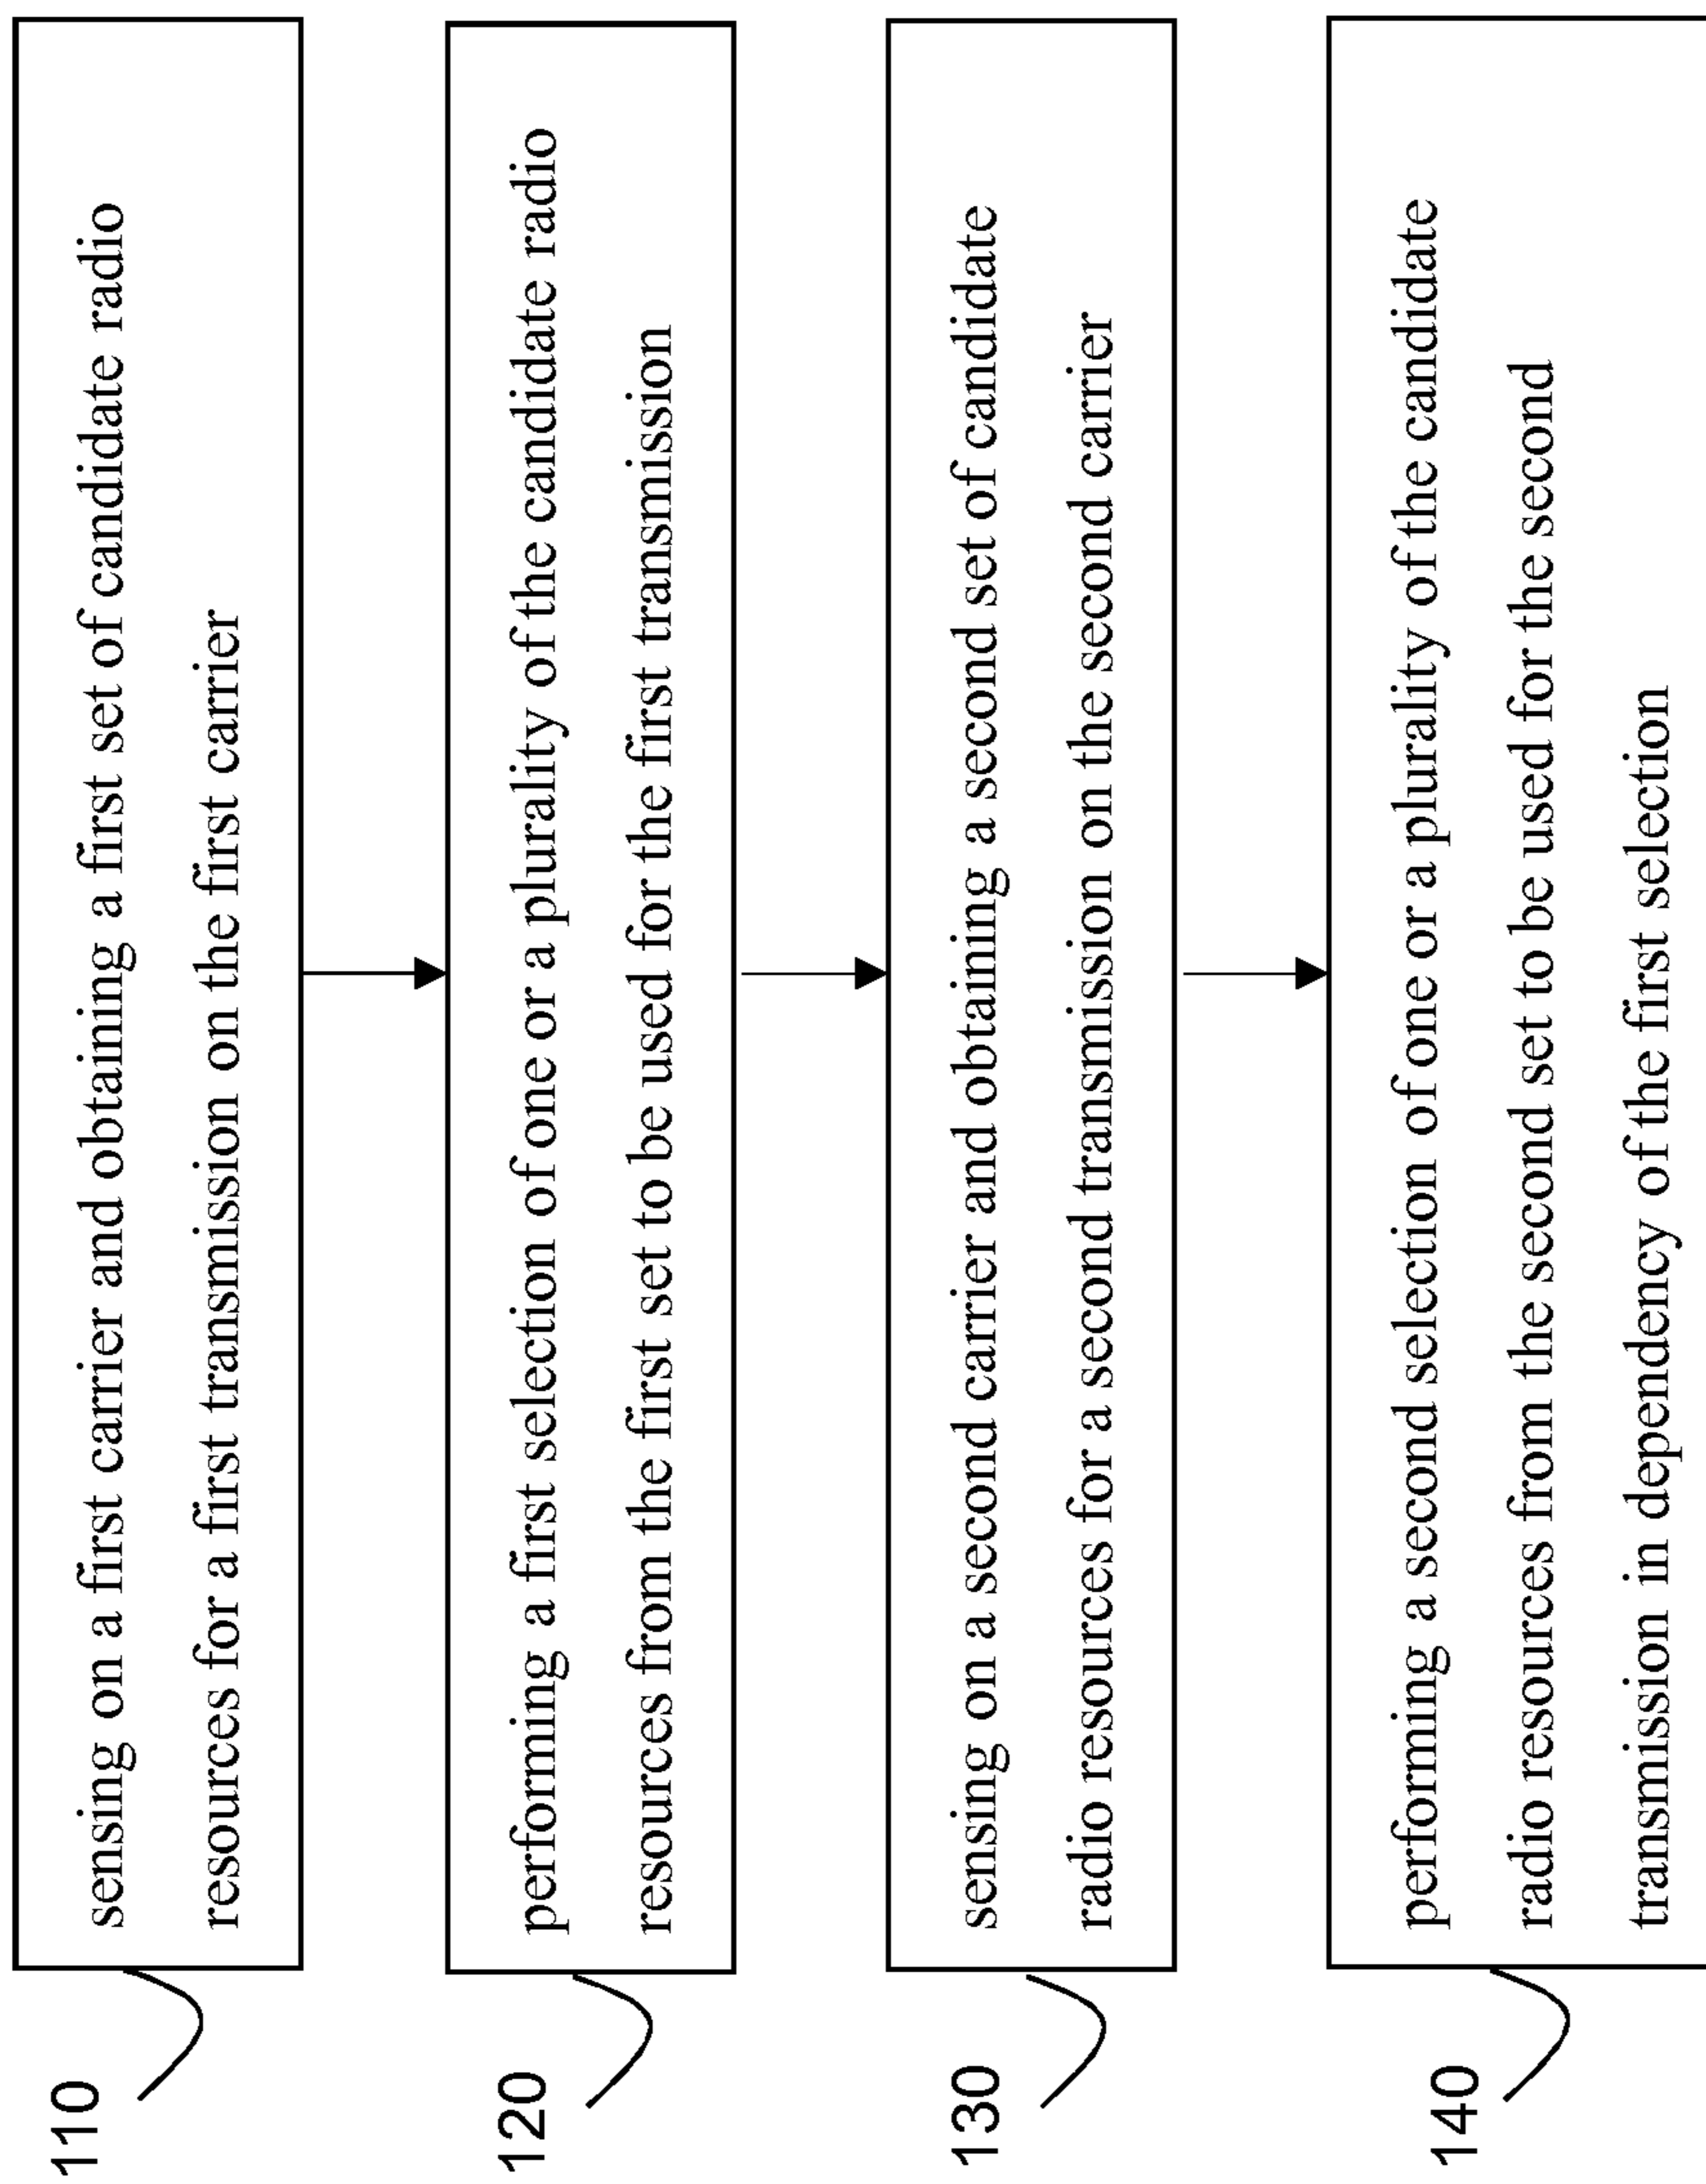 110
sensing on a first carrier and obtaining a first set of candidate radio
resources for a first transmission on the first carrier
120
performing a first selection of one or a plurality of the candidate radio
resources from the first set to be used for the first transmission
130
sensing on a second carrier and obtaining a second set of candidate
radio resources for a second transmission on the second carrier
140
performing a second selection of one or a plurality of the candidate
radio resources from the second set to be used for the second
transmission in dependency of the first selection